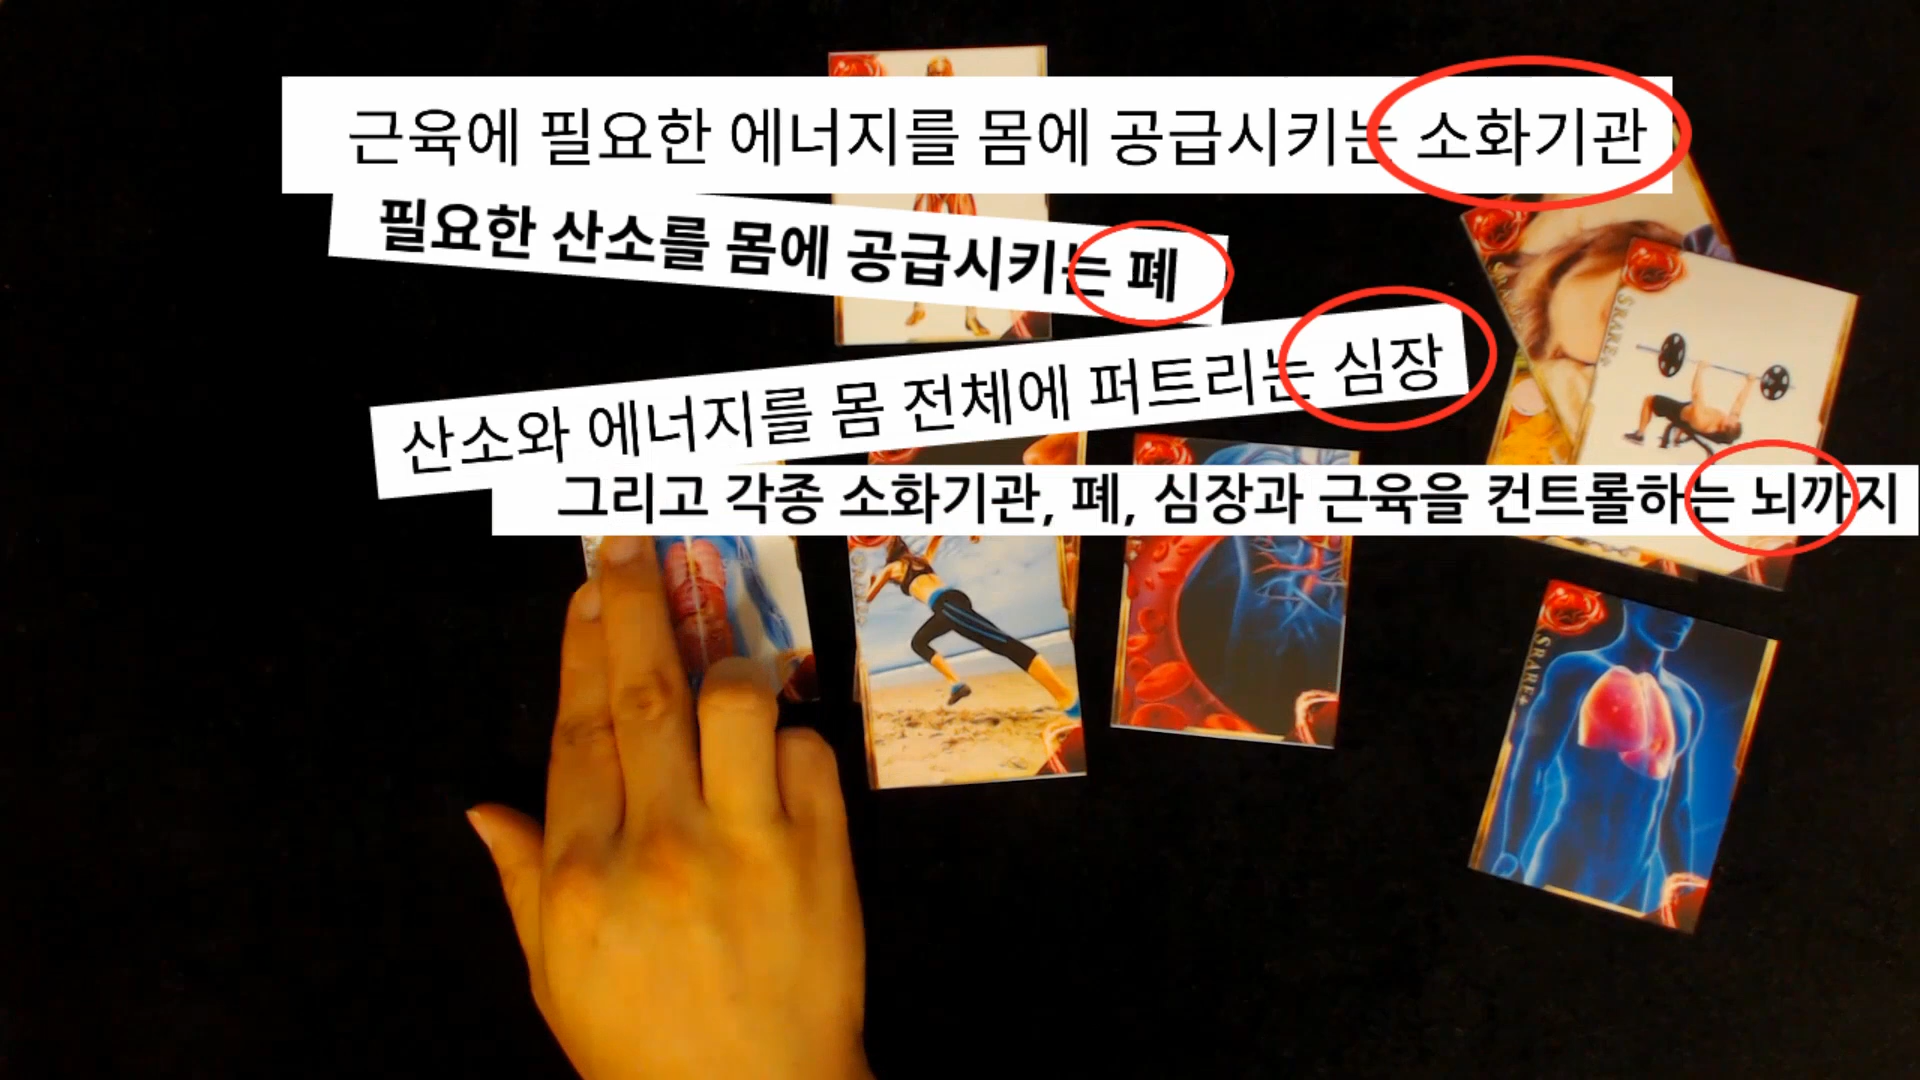 근육에 필요한 에너지를 몸에 공급시키는 소화기관
필요한 산소를 몸에 공급시키는 폐
산소와 에너지를 몸 전체에 퍼트리는 심장
그리고 각종 소화기관, 폐, 심장과 근육을 컨트롤하는 뇌까지
SRARE
SRARE